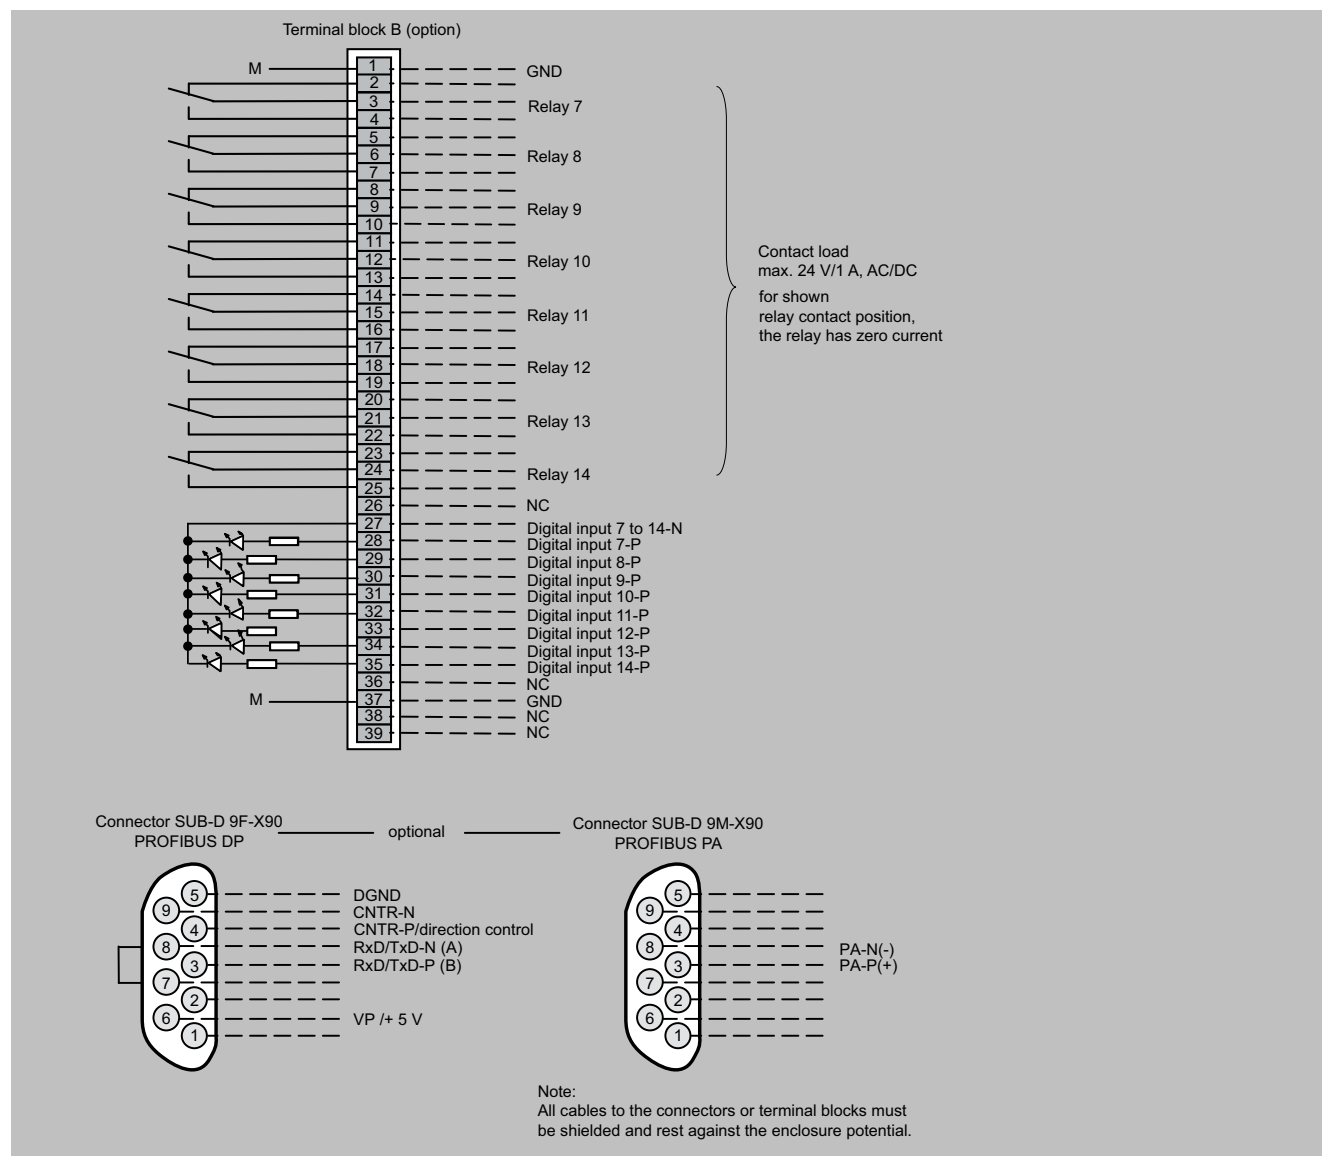 Terminal block B (option)
M 1 GND
2
3 Relay 7
4
5
6 Relay 8
7
8
9 Relay 9
10
11
12 Relay 10
13
14
15 Relay 11
16
17
18 Relay 12
19
20
21 Relay 13
22
23
24 Relay 14
25
26 NC
27 Digital input 7 to 14-N
28 Digital input 7-P
29 Digital input 8-P
30 Digital input 9-P
31 Digital input 10-P
32 Digital input 11-P
33 Digital input 12-P
34 Digital input 13-P
35 Digital input 14-P
36 NC
M 37 GND
38 NC
39 NC
Contact load
max. 24 V/1 A, AC/DC
for shown
relay contact position,
the relay has zero current
Connector SUB-D 9F-X90
PROFIBUS DP
optional
Connector SUB-D 9M-X90
PROFIBUS PA
5 DGND
9 CNTR-N
4 CNTR-P/direction control
8 RxD/TxD-N (A)
3 RxD/TxD-P (B)
7
2
6 VP /+ 5 V
1
5
9
4
8 PA-N(-)
3 PA-P(+)
7
2
6
1
Note:
All cables to the connectors or terminal blocks must
be shielded and rest against the enclosure potential.